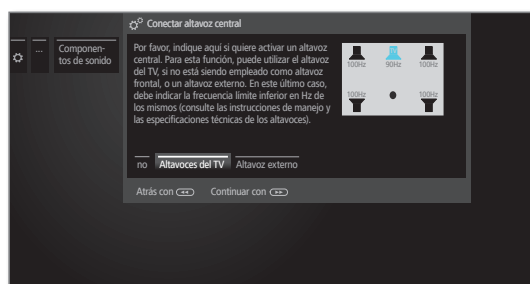 Conectar altavoz central
...
Componen-
tos de sonido
Por favor, indique aquí si quiere activar un altavoz
central. Para esta función, puede utilizar el altavoz
del TV, si no está siendo empleado como altavoz
frontal, o un altavoz externo. En este último caso,
debe indicar la frecuencia límite inferior en Hz de
los mismos (consulte las instrucciones de manejo y
las especificaciones técnicas de los altavoces).
100Hz 90Hz 100Hz
100Hz 100Hz
no Altavoces del TV Altavoz externo
Atrás con Continuar con